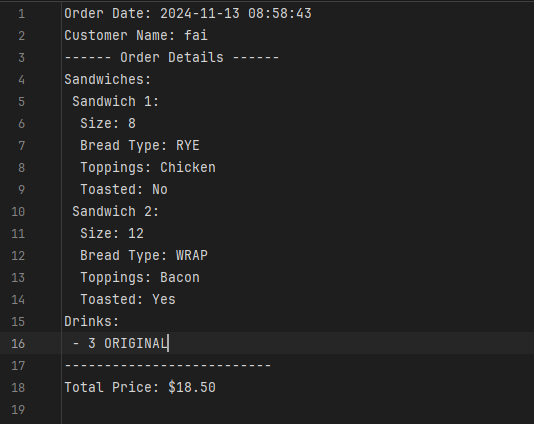 1 Order Date: 2024-11-13 08:58:43
2 Customer Name: fai
3 ------ Order Details ------
4 Sandwiches:
5  Sandwich 1:
6   Size: 8
7   Bread Type: RYE
8   Toppings: Chicken
9   Toasted: No
10  Sandwich 2:
11   Size: 12
12   Bread Type: WRAP
13   Toppings: Bacon
14   Toasted: Yes
15 Drinks:
16  - 3 ORIGINAL
17 --------------------------
18 Total Price: $18.50
19